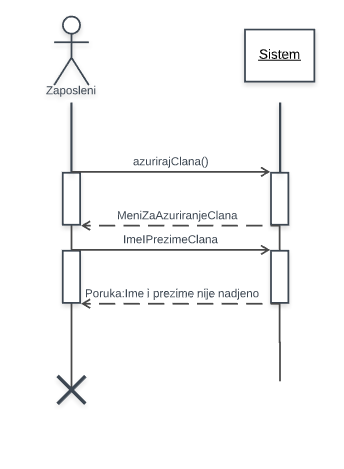 Zaposleni
Sistem
azurirajClana()
MeniZaAzuriranjeClana
ImeIPrezimeClana
Poruka:Ime i prezime nije nadjeno